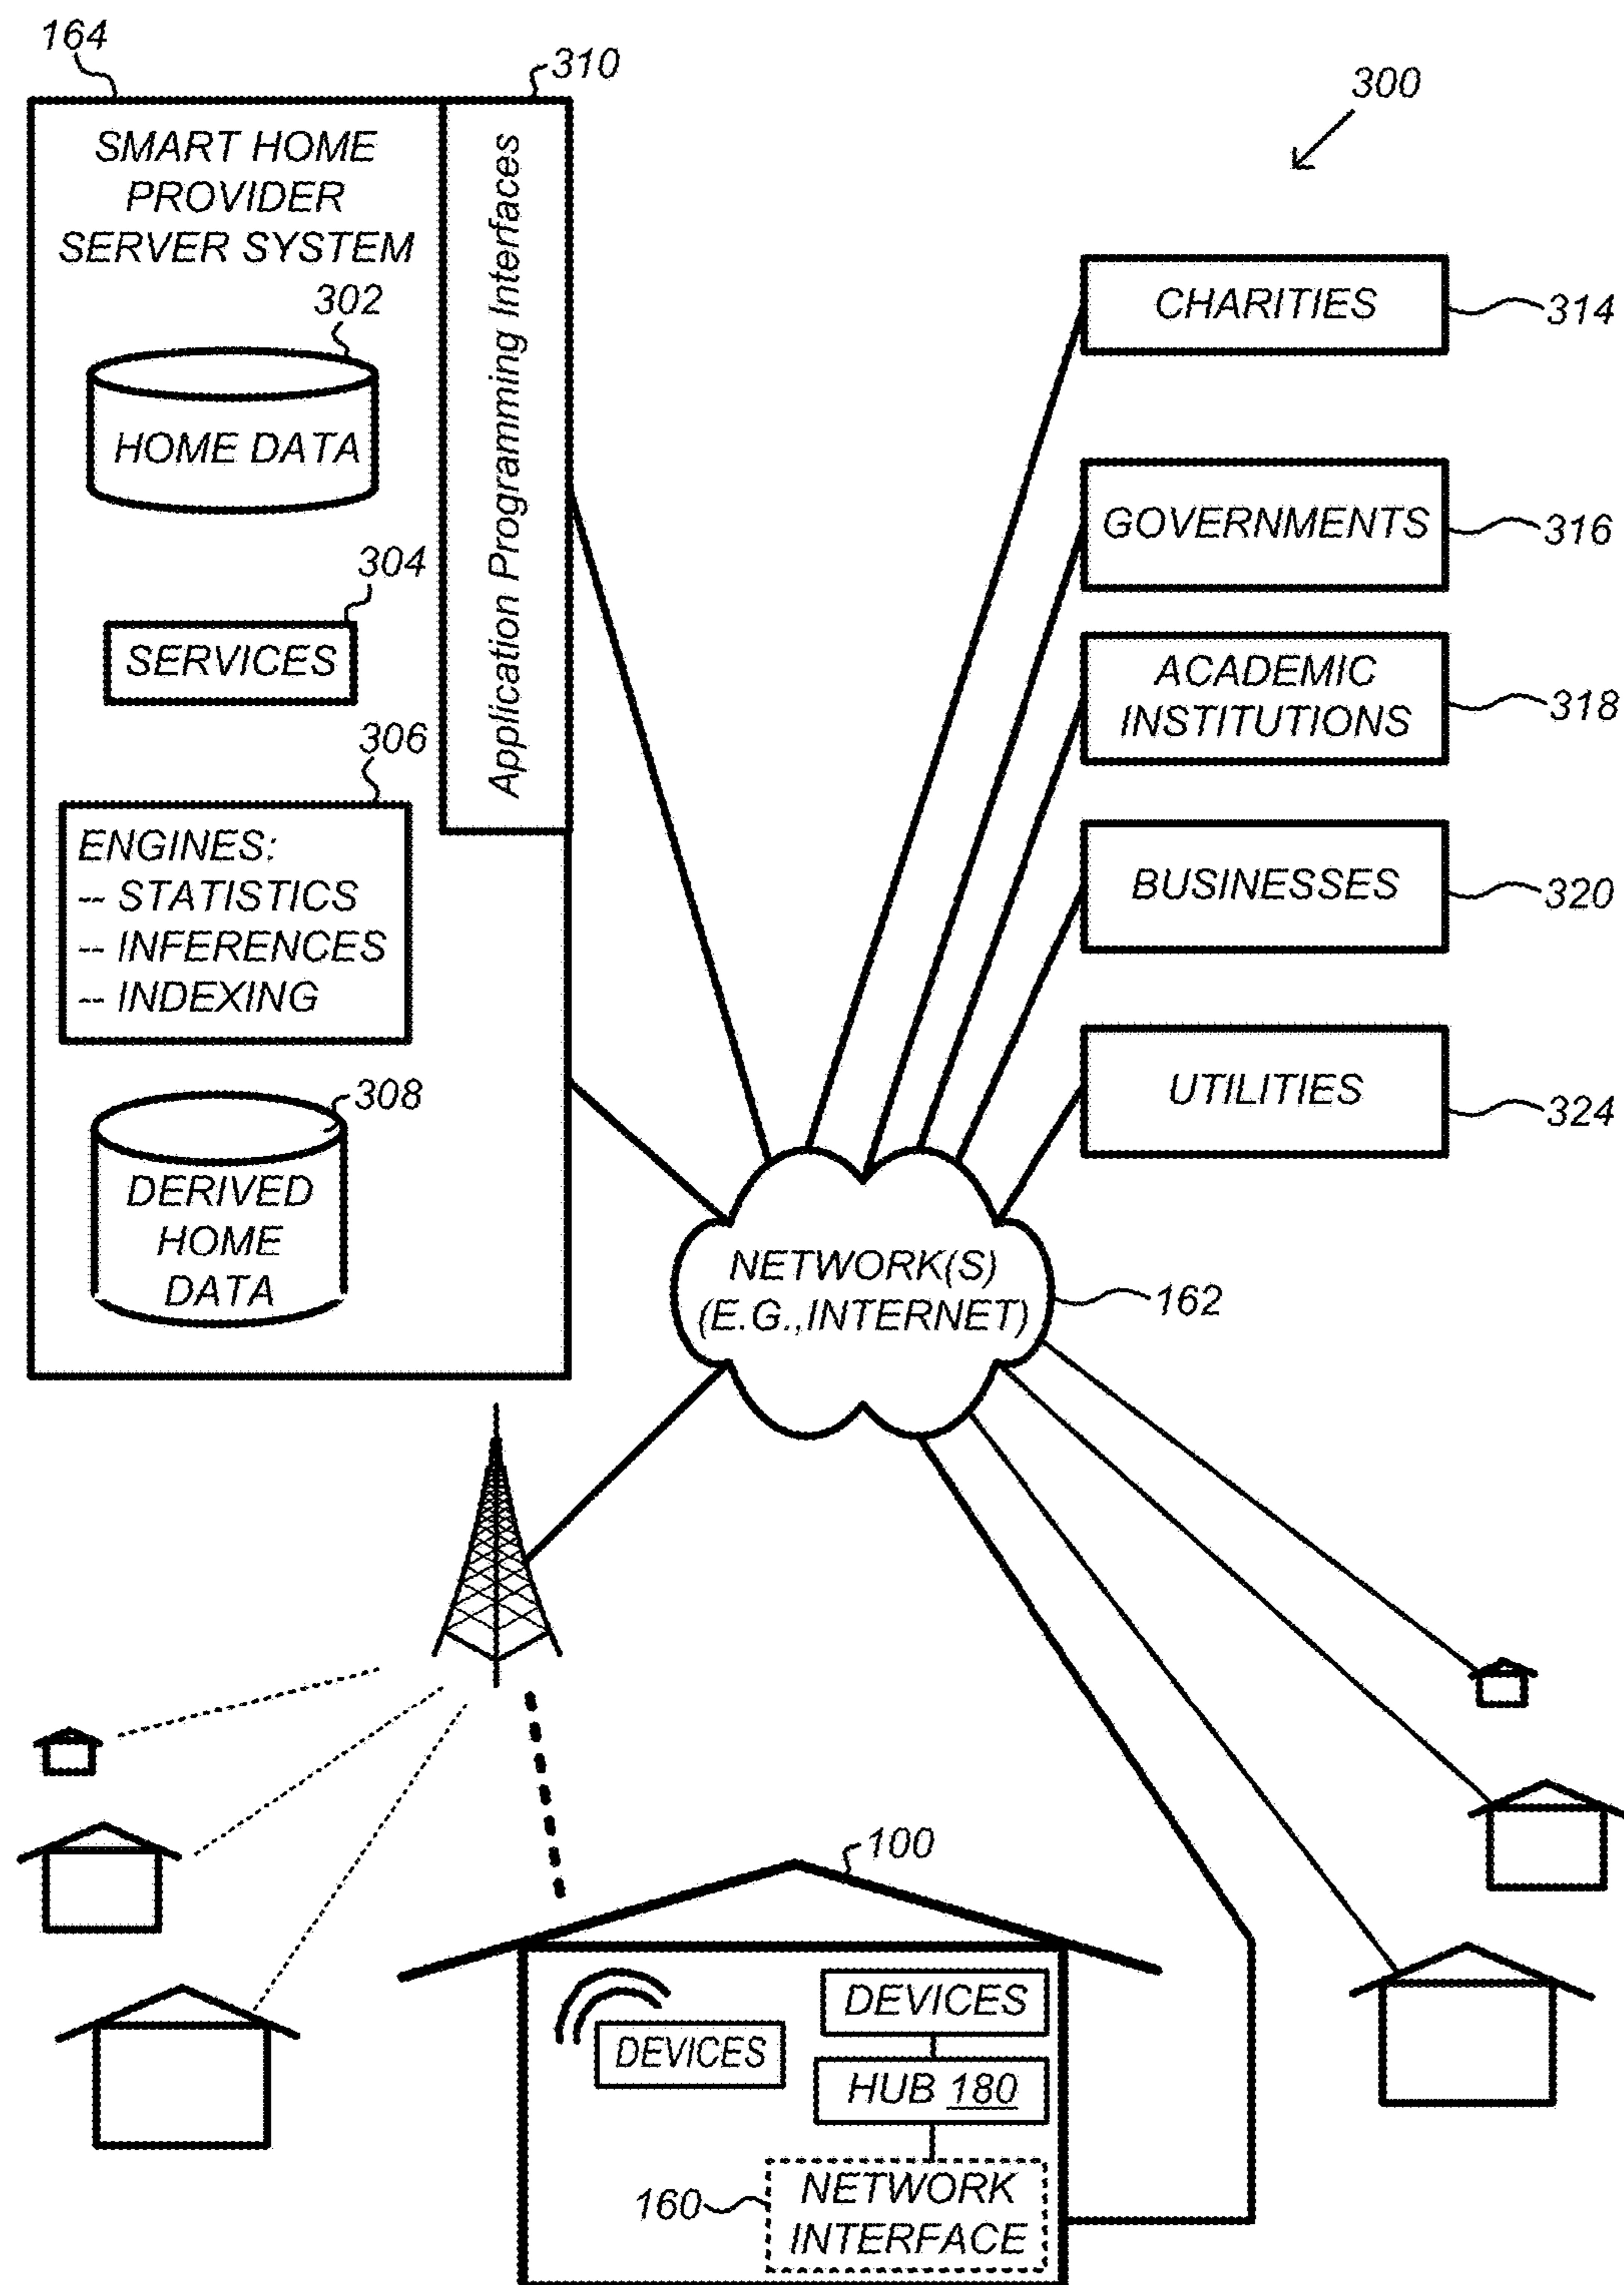 164
310
300
SMART HOME
PROVIDER
SERVER SYSTEM
Application Programming Interfaces
302
HOME DATA
304
SERVICES
306
ENGINES:
-- STATISTICS
-- INFERENCES
-- INDEXING
308
DERIVED
HOME
DATA
CHARITIES
314
GOVERNMENTS
316
ACADEMIC
INSTITUTIONS
318
BUSINESSES
320
UTILITIES
324
NETWORK(S)
(E.G.,INTERNET)
162
100
DEVICES
DEVICES
HUB 180
160
NETWORK
INTERFACE